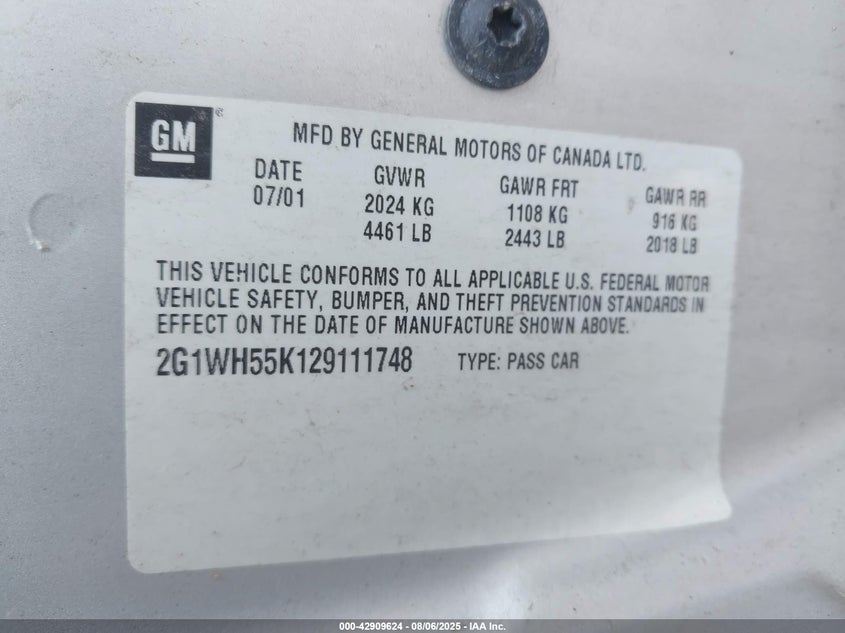 GM
MFD BY GENERAL MOTORS OF CANADA LTD.
DATE GVWR GAWR FRT GAWR RR
07/01 2024 KG 1108 KG 916 KG
4461 LB 2443 LB 2018 LB
THIS VEHICLE CONFORMS TO ALL APPLICABLE U.S. FEDERAL MOTOR
VEHICLE SAFETY, BUMPER, AND THEFT PREVENTION STANDARDS IN
EFFECT ON THE DATE OF MANUFACTURE SHOWN ABOVE.
2G1WH55K129111748 TYPE: PASS CAR
000-42909624 - 08/06/2025 - IAA Inc.